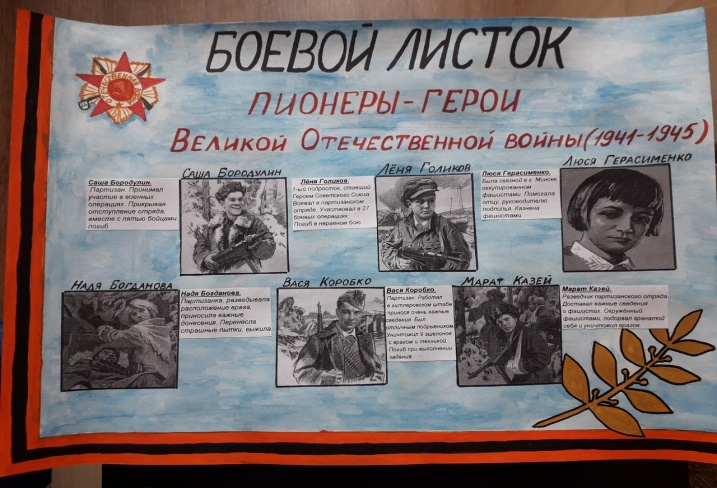 БОЕВОЙ ЛИСТОК
ПИОНЕРЫ-ГЕРОИ
ВЕЛИКОЙ ОТЕЧЕСТВЕННОЙ ВОЙНЫ (1941-1945)
САША БОРОДУЛИН
Саша Бородулин.
Партизан. Принимал
участие в военных
операциях. Прикрывая
отступление отряда,
вместе с пятью бойцами
погиб.
ЛЁНЯ ГОЛИКОВ
Лёня Голиков.
1-ый подросток, ставший
Героем Советского Союза.
Воевал в партизанском
отряде. Участвовал в 27
боевых операциях.
Погиб в неравном бою.
ЛЮСЯ ГЕРАСИМЕНКО
Люся Герасименко.
Была связной в г. Минске,
оккупированном
фашистами. Помогала
отцу, руководителю
подполья. Казнена
фашистами.
НАДЯ БОГДАНОВА
Надя Богданова.
Партизанка, разведывала
расположение врага,
приносила важные
донесения. Перенесла
страшные пытки, выжила
ВАСЯ КОРОБКО
Вася Коробко.
Партизан. Работал
в гитлеровском штабе
принося очень важные
сведения. Был
отличным подрывником.
Уничтожил 9 эшелонов
с врагом и техникой.
Погиб при выполнении
задания
МАРАТ КАЗЕЙ
Марат Казей.
Разведчик партизанского отряда.
Доставал важные сведения
о фашистах. Окружённый
фашистами, подорвал гранатой
себя и уничтожил врагов.